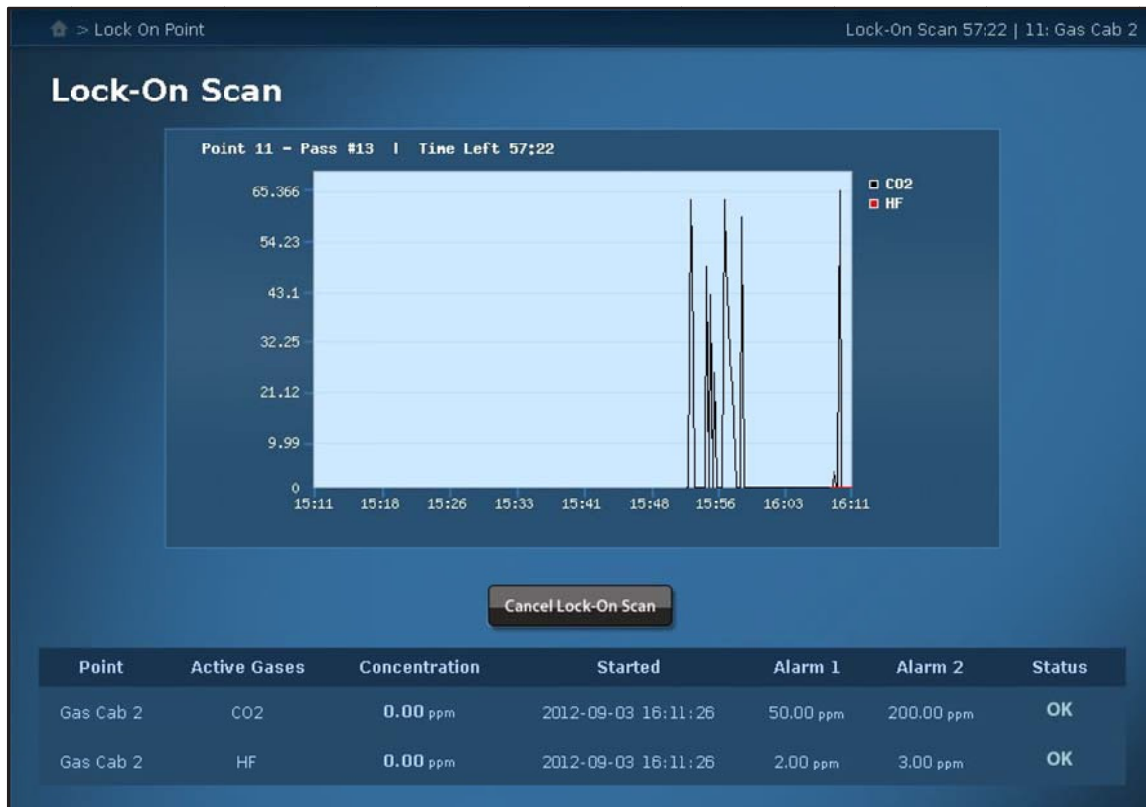 > Lock On Point
Lock-On Scan 57:22 | 11: Gas Cab 2
Lock-On Scan
Point 11 - Pass #13 | Time Left 57:22
65.366
54.23
43.1
32.25
21.12
9.99
0
15:11 15:18 15:26 15:33 15:41 15:48 15:56 16:03 16:11
CO2
HF
Cancel Lock-On Scan
Point Active Gases Concentration Started Alarm 1 Alarm 2 Status
Gas Cab 2 CO2 0.00 ppm 2012-09-03 16:11:26 50.00 ppm 200.00 ppm OK
Gas Cab 2 HF 0.00 ppm 2012-09-03 16:11:26 2.00 ppm 3.00 ppm OK